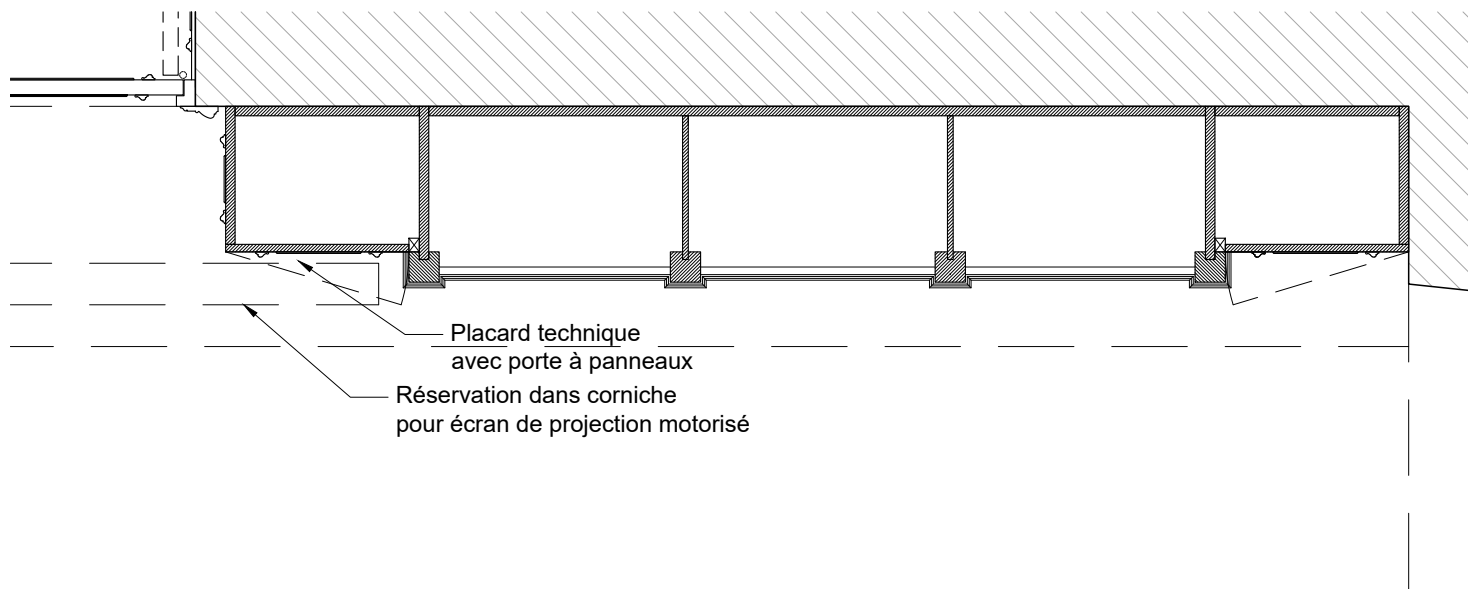 Placard technique
avec porte à panneaux
Réservation dans corniche
pour écran de projection motorisé